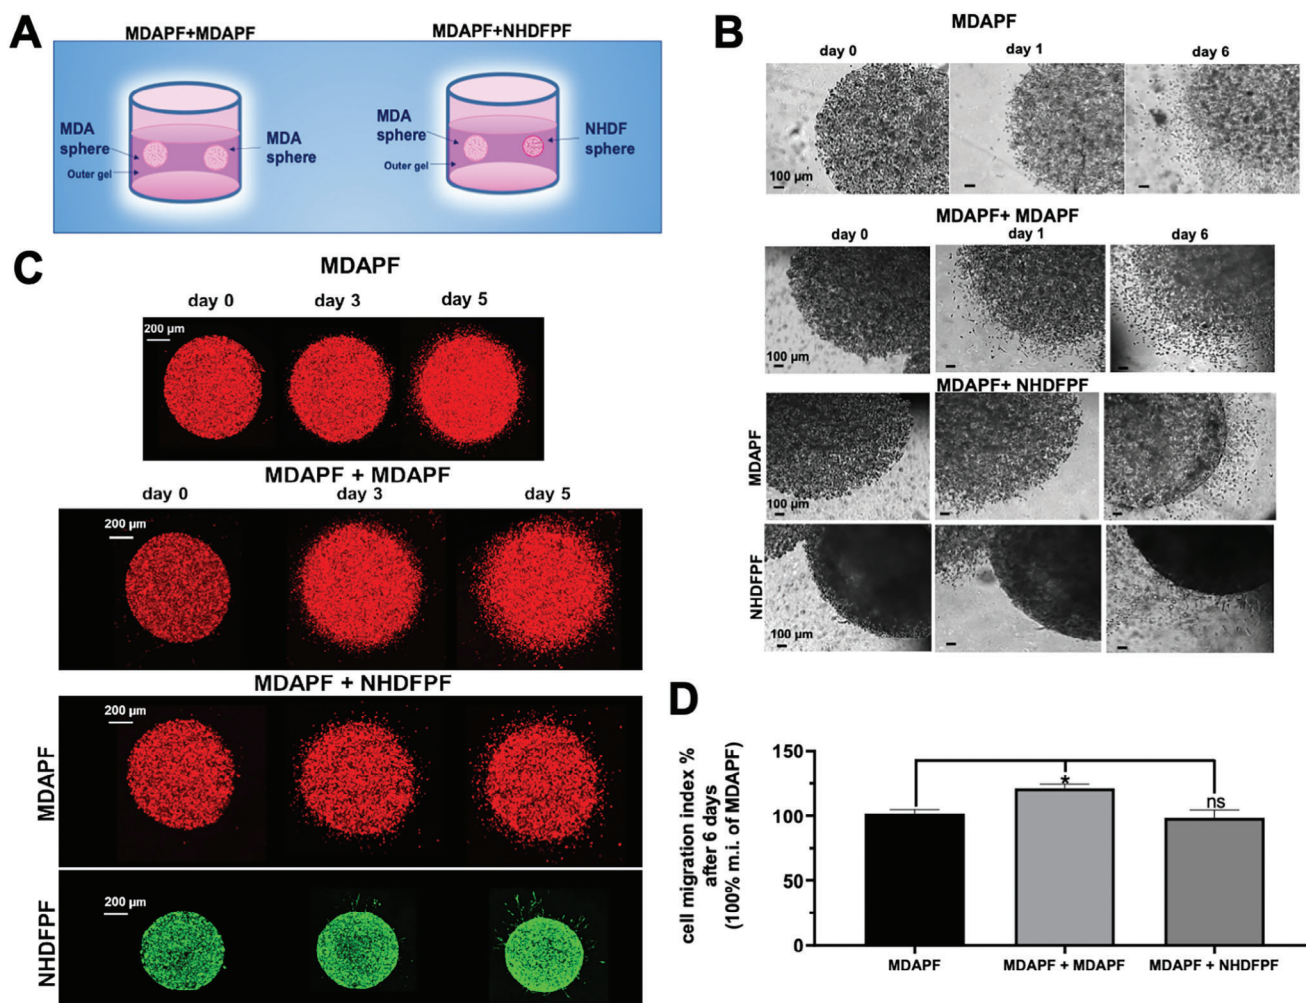 A
MDAPF+MDAPF
MDAPF+NHDFPF
MDA
sphere
Outer gel
MDA
sphere
MDA
sphere
Outer gel
NHDF
sphere
B
MDAPF
day 0
day 1
day 6
100 µm
MDAPF+ MDAPF
day 0
day 1
day 6
100 µm
MDAPF+ NHDFPF
MDAPF
100 µm
NHDFPF
100 µm
C
MDAPF
day 0
day 3
day 5
200 µm
MDAPF + MDAPF
day 0
day 3
day 5
200 µm
MDAPF + NHDFPF
MDAPF
200 µm
NHDFPF
200 µm
D
cell migration index %
after 6 days
(100% m.i. of MDAPF)
150
100
50
0
*
ns
MDAPF
MDAPF + MDAPF
MDAPF + NHDFPF